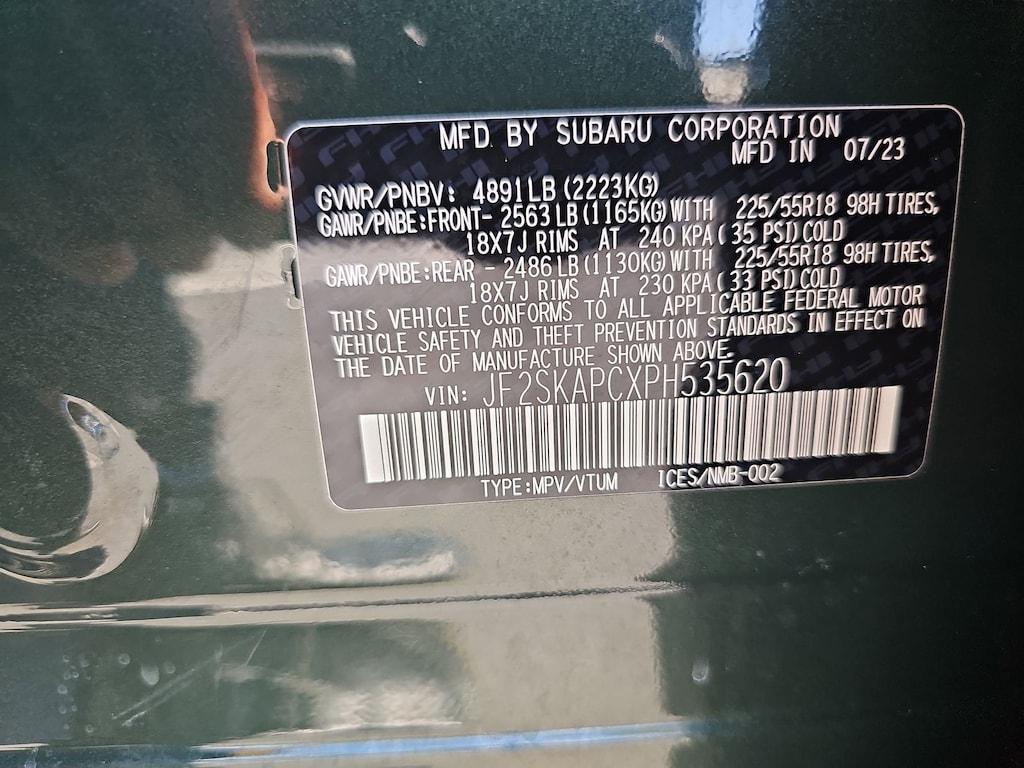 MFD. BY SUBARU CORPORATION
MFD IN 07/23
GVWR/PNBV: 4891LB (2223KG)
GAWR/PNBE:FRONT- 2563 LB (1165KG) WITH 225/55R18 98H TIRES,
18X7J RIMS AT 240 KPA ( 35 PSI) COLD
GAWR/PNBE:REAR - 2486 LB (1130KG) WITH 225/55R18 98H TIRES,
18X7J RIMS AT 230 KPA ( 33 PSI) COLD
THIS VEHICLE CONFORMS TO ALL APPLICABLE FEDERAL MOTOR
VEHICLE SAFETY AND THEFT PREVENTION STANDARDS IN EFFECT ON
THE DATE OF MANUFACTURE SHOWN ABOVE.
VIN: JF2SKAPCXPH535620
TYPE:MPV/VTUM ICES/NMB-002